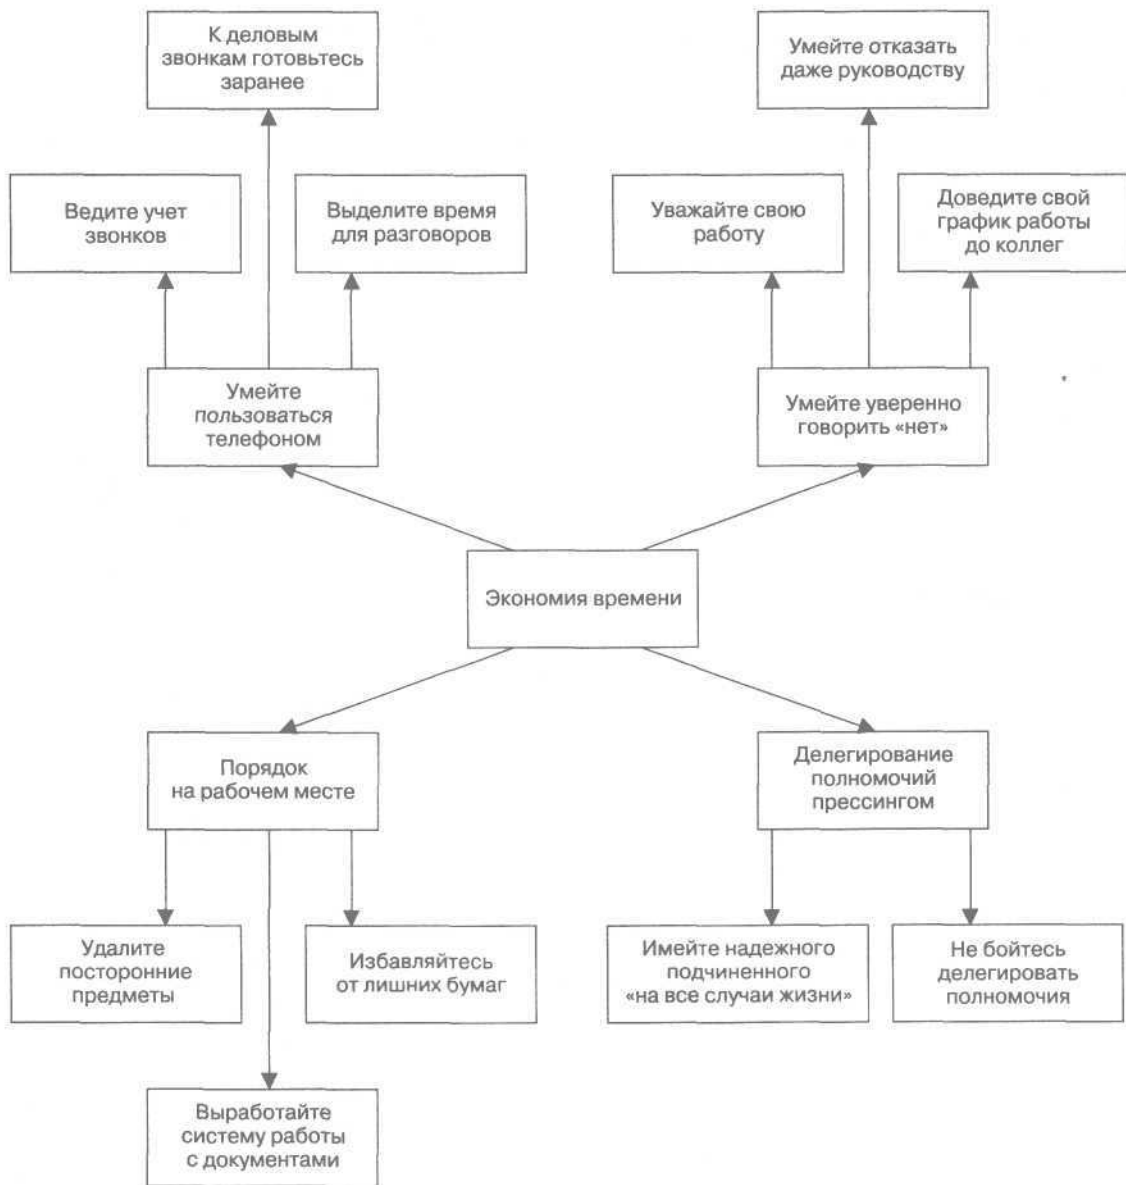 К деловым
звонкам готовьтесь
заранее
Умейте отказать
даже руководству
Ведите учет
звонков
Выделите время
для разговоров
Уважайте свою
работу
Доведите свой
график работы
до коллег
Умейте
пользоваться
телефоном
Умейте уверенно
говорить «нет»
Экономия времени
Порядок
на рабочем месте
Делегирование
полномочий
прессингом
Удалите
посторонние
предметы
Избавляйтесь
от лишних бумаг
Имейте надежного
подчиненного
«на все случаи жизни»
Не бойтесь
делегировать
полномочия
Выработайте
систему работы
с документами